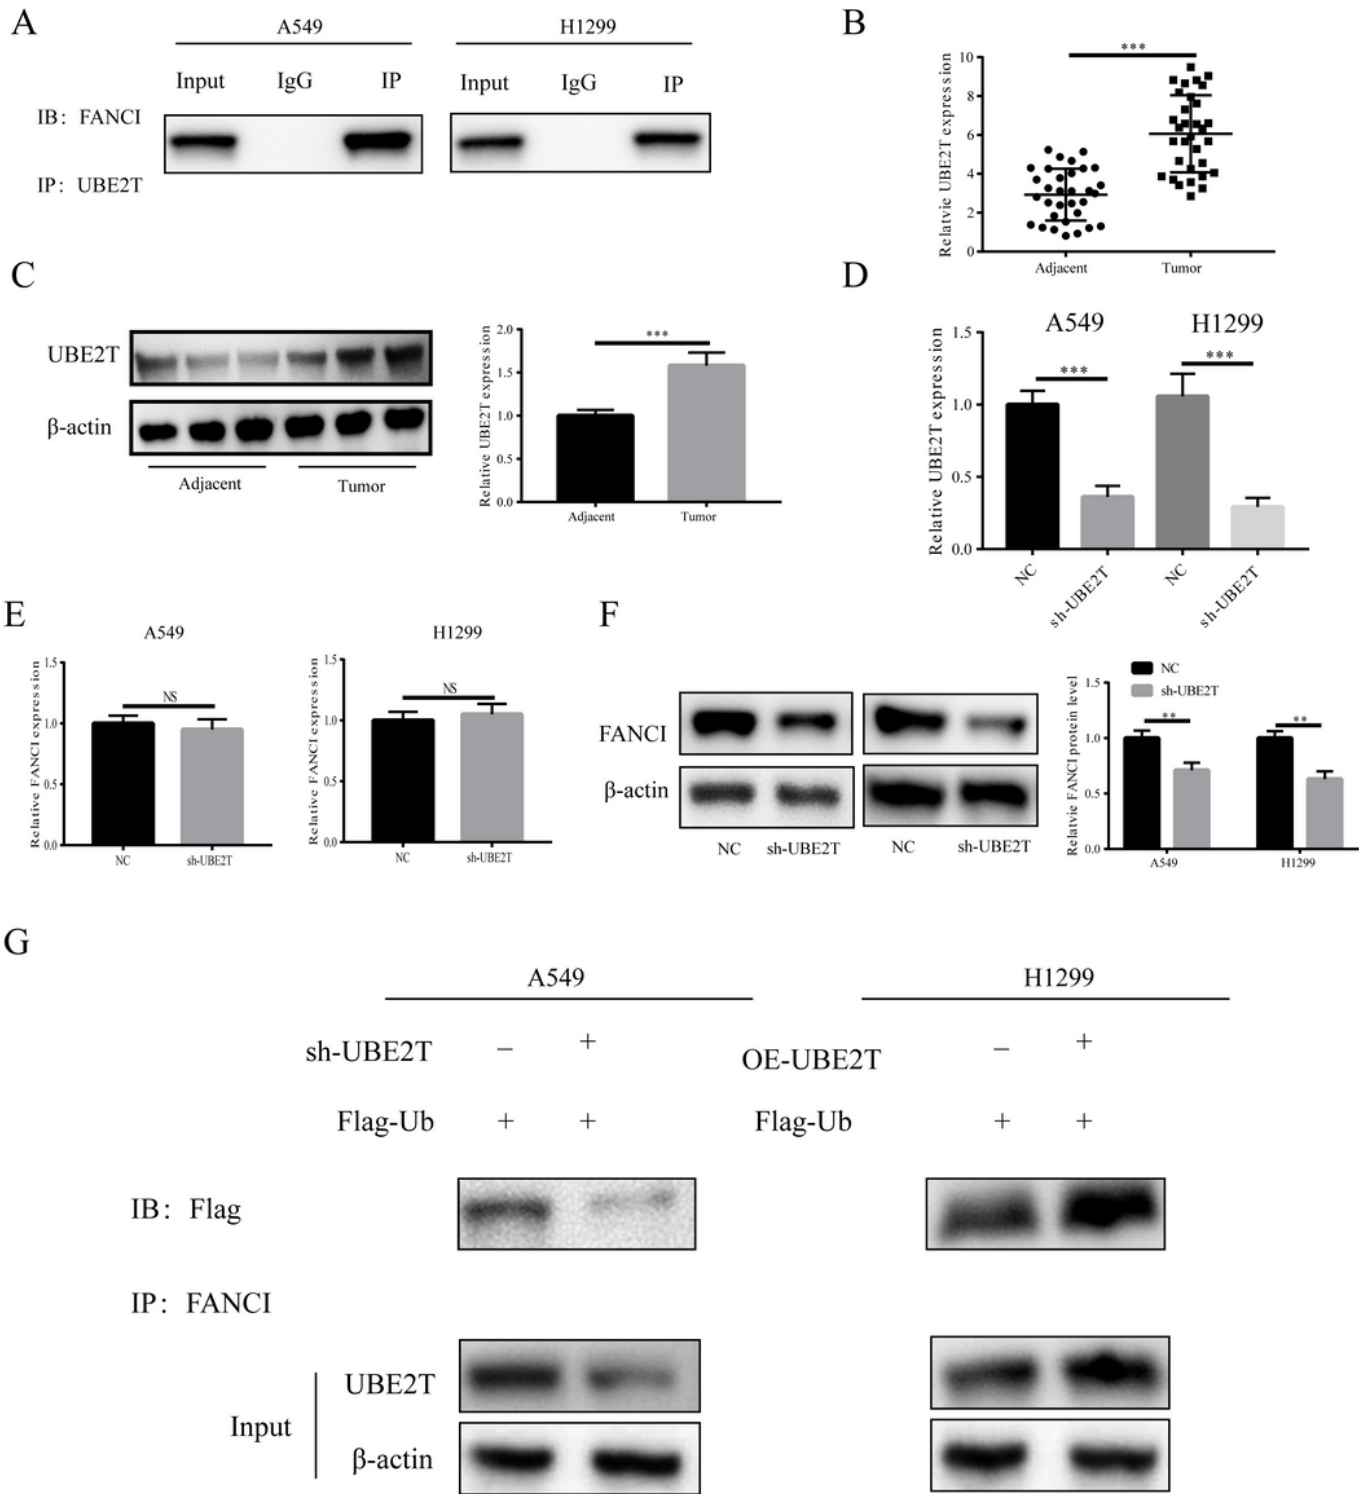 A
A549
H1299
Input
IgG
IP
Input
IgG
IP
IB: FANCI
IP: UBE2T
B
Relatvie UBE2T expression
10
8
6
4
2
0
***
Adjacent
Tumor
C
UBE2T
β-actin
Adjacent
Tumor
Relative UBE2T expression
2.0
1.5
1.0
0.5
0.0
***
Adjacent
Tumor
D
A549
H1299
Relative UBE2T expression
1.5
1.0
0.5
0.0
***
***
NC
sh-UBE2T
NC
sh-UBE2T
E
A549
Relative FANCI expression
1.5
1.0
0.5
0.0
NS
NC
sh-UBE2T
H1299
Relative FANCI expression
1.5
1.0
0.5
0.0
NS
NC
sh-UBE2T
F
FANCI
β-actin
NC
sh-UBE2T
NC
sh-UBE2T
NC
sh-UBE2T
Relatvie FANCI protein level
1.5
1.0
0.5
0.0
**
**
A549
H1299
G
A549
H1299
sh-UBE2T – +
OE-UBE2T – +
Flag-Ub + +
Flag-Ub + +
IB: Flag
IP: FANCI
Input
UBE2T
β-actin